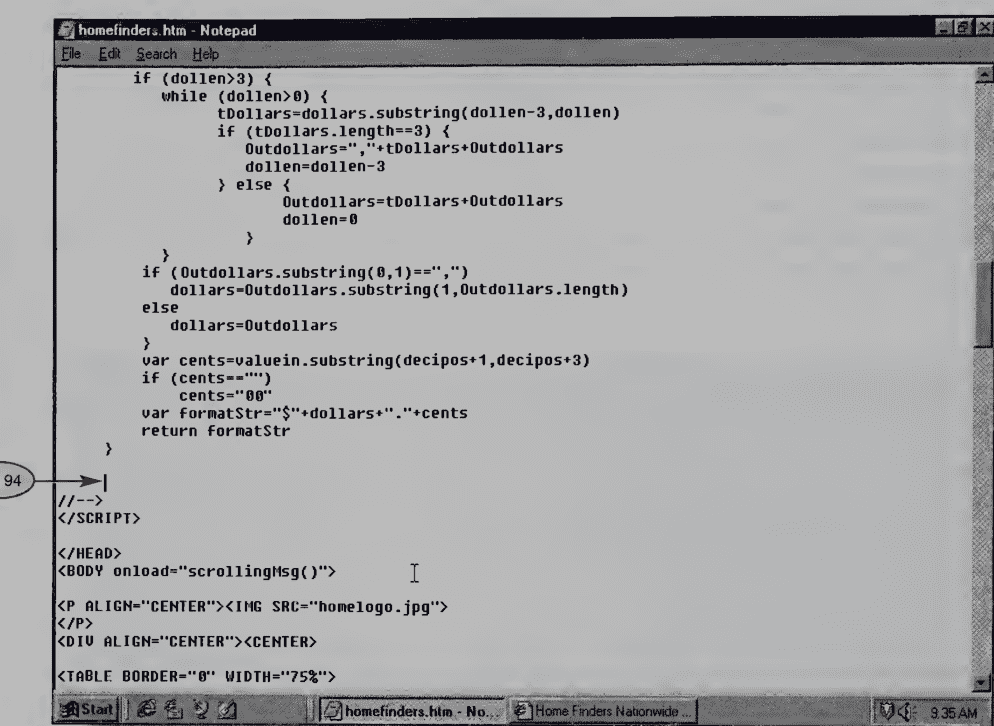 homefinders.htm - Notepad
File Edit Search Help
if (dollen>3) {
while (dollen>0) {
tDollars=dollars.substring(dollen-3,dollen)
if (tDollars.length==3) {
Outdollars=","+tDollars+Outdollars
dollen=dollen-3
} else {
Outdollars=tDollars+Outdollars
dollen=0
}
}
if (Outdollars.substring(0,1)==",")
dollars=Outdollars.substring(1,Outdollars.length)
else
dollars=Outdollars
}
var cents=valuein.substring(decipos+1,decipos+3)
if (cents=="")
cents="00"
var formatStr="$"+dollars+"."+cents
return formatStr
}
94
//-->
</SCRIPT>
</HEAD>
<BODY onload="scrollingMsg()">
<P ALIGN="CENTER"><IMG SRC="homelogo.jpg">
</P>
<DIV ALIGN="CENTER"><CENTER>
<TABLE BORDER="0" WIDTH="75%">
Start homefinders.htm - No... Home Finders Nationwide ... 9:35 AM